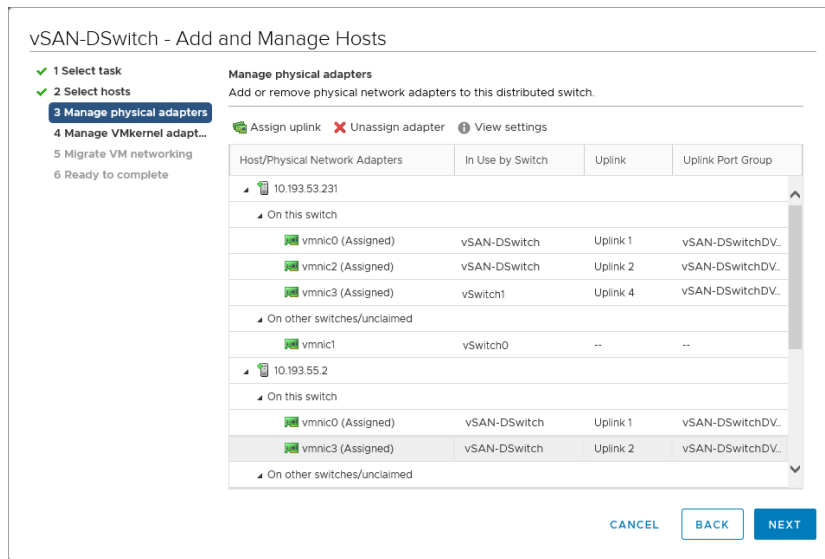 vSAN-DSwitch - Add and Manage Hosts
1 Select task
2 Select hosts
3 Manage physical adapters
4 Manage VMkernel adapt...
5 Migrate VM networking
6 Ready to complete
Manage physical adapters
Add or remove physical network adapters to this distributed switch.
Assign uplink Unassign adapter View settings
Host/Physical Network Adapters In Use by Switch Uplink Uplink Port Group
10.193.53.231
On this switch
vmnic0 (Assigned) vSAN-DSwitch Uplink 1 vSAN-DSwitchDV...
vmnic2 (Assigned) vSAN-DSwitch Uplink 2 vSAN-DSwitchDV...
vmnic3 (Assigned) vSwitch1 Uplink 4 vSAN-DSwitchDV...
On other switches/unclaimed
vmnic1 vSwitch0 -- --
10.193.55.2
On this switch
vmnic0 (Assigned) vSAN-DSwitch Uplink 1 vSAN-DSwitchDV...
vmnic3 (Assigned) vSAN-DSwitch Uplink 2 vSAN-DSwitchDV...
On other switches/unclaimed
CANCEL BACK NEXT